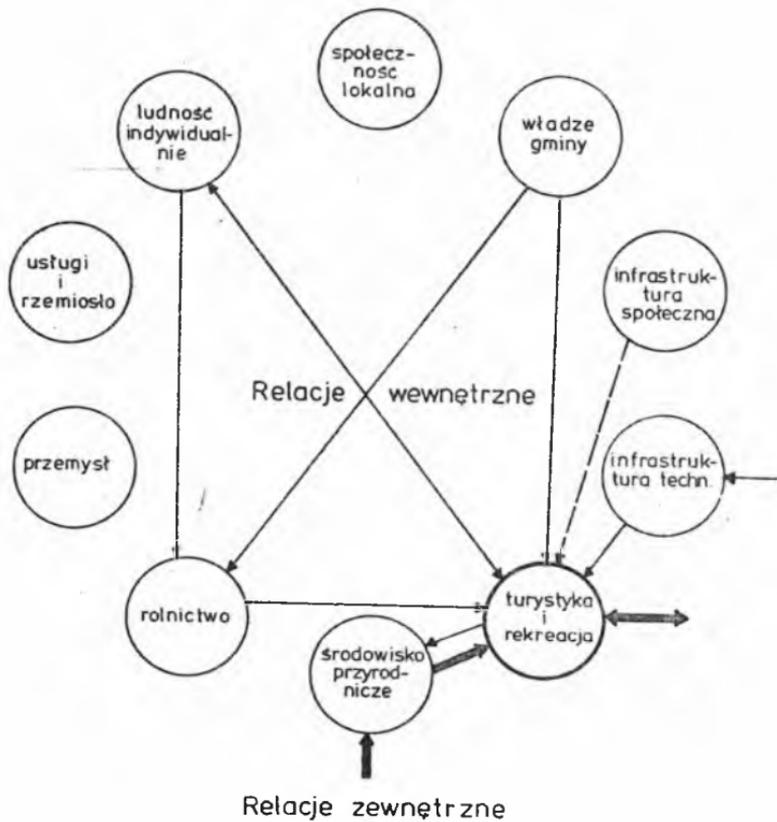 społecz-
ność
lokalna
ludność
indywidual-
nie
władze
gminy
usługi
i
rzemiosło
infrastruk-
tura
społeczna
Relacje wewnętrzne
przemysł
infrastruk-
tura techn.
rolnictwo
turystyka
i
rekreacja
środowisko
przyrod-
nicze
Relacje zewnętrzne